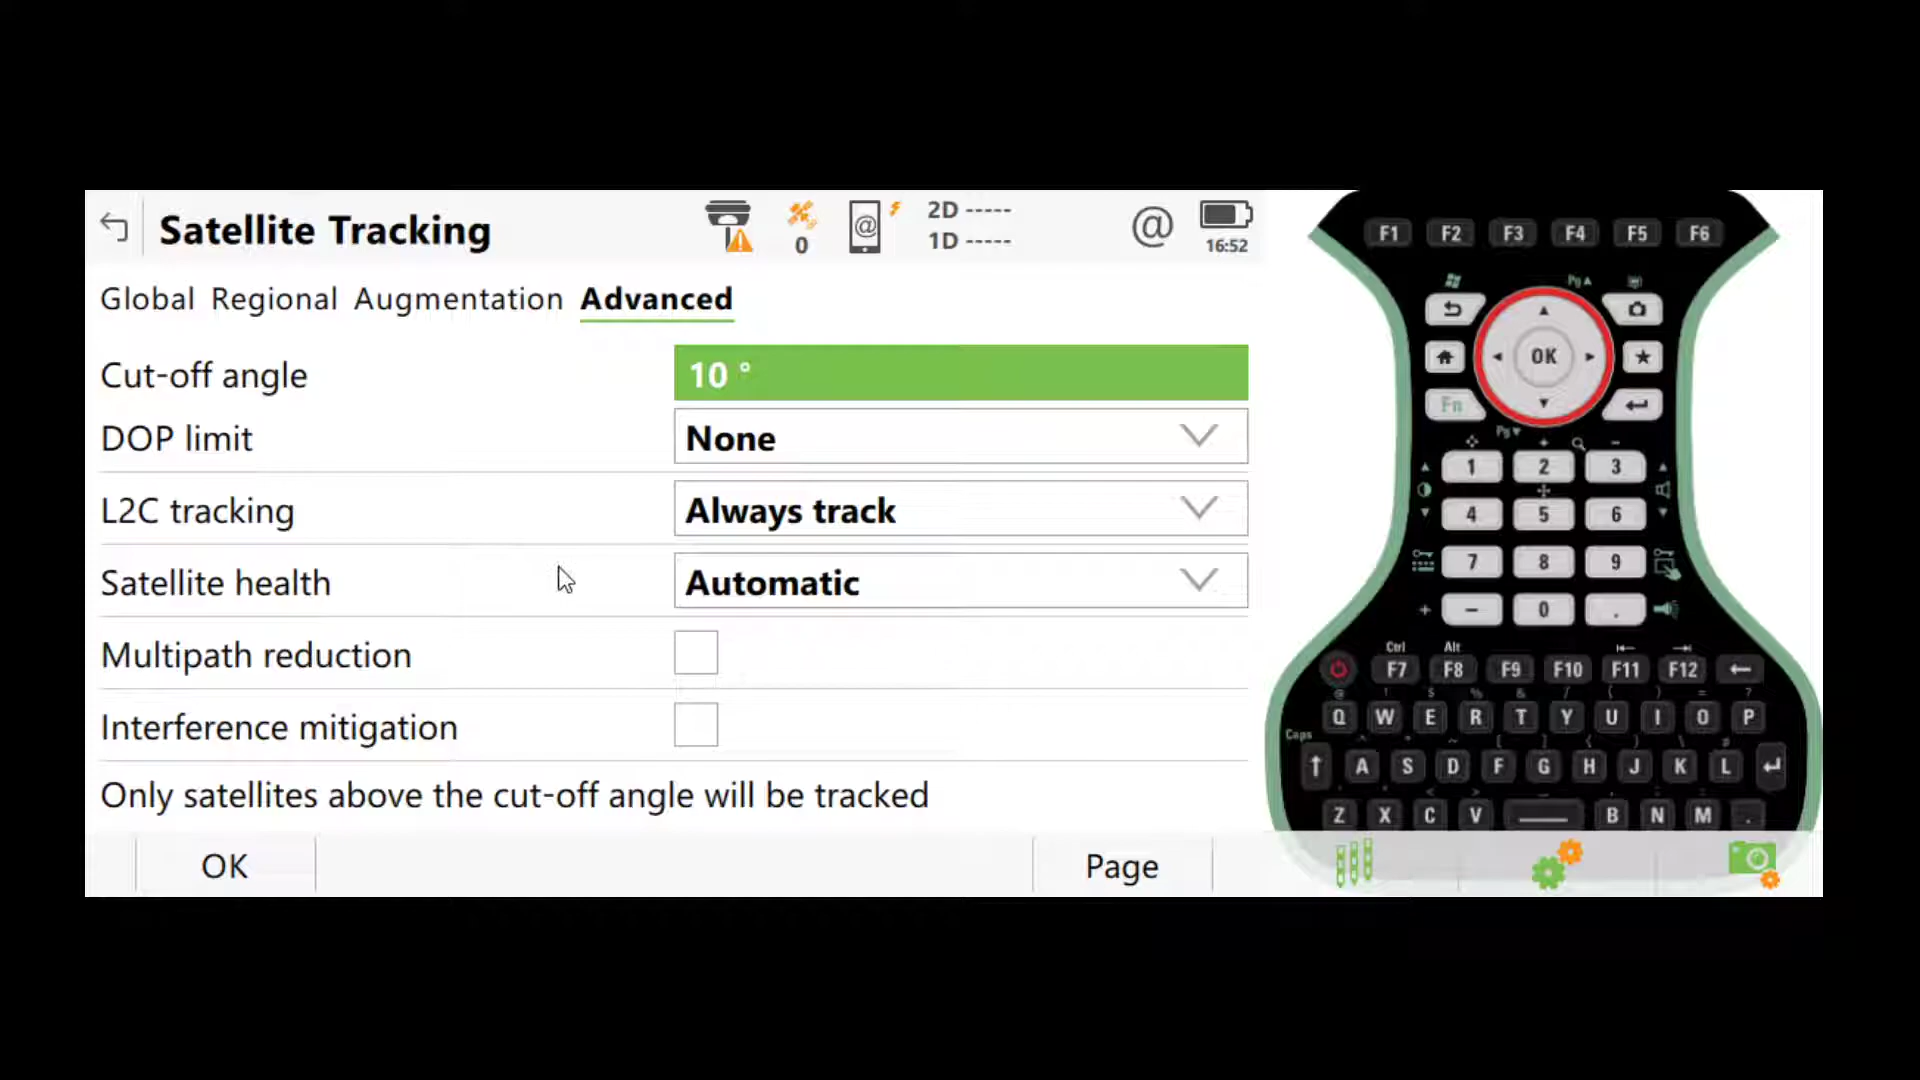 Satellite Tracking
0
@
2D -----
1D -----
@
16:52
Global Regional Augmentation Advanced
Cut-off angle 10 °
DOP limit None
L2C tracking Always track
Satellite health Automatic
Multipath reduction
Interference mitigation
Only satellites above the cut-off angle will be tracked
OK Page
F1 F2 F3 F4 F5 F6
Pg
OK
Fn
Pg
+ -
1 2 3
4 5 6
7 8 9
+ - 0 .
Ctrl Alt
F7 F8 F9 F10 F11 F12
@ ! $ % & / ( ) = ?
Q W E R T Y U I O P
Caps
A S D F G H J K L
Z X C V B N M .